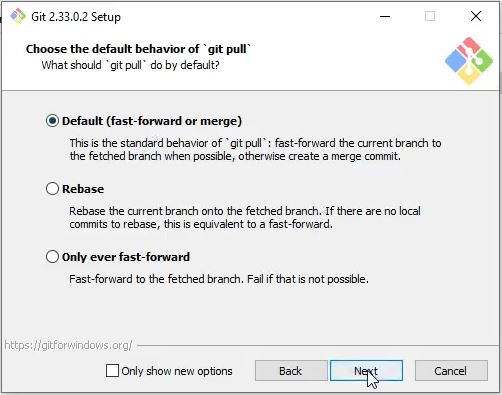 Git 2.33.0.2 Setup
Choose the default behavior of `git pull`
What should `git pull` do by default?
Default (fast-forward or merge)
This is the standard behavior of `git pull`: fast-forward the current branch to
the fetched branch when possible, otherwise create a merge commit.
Rebase
Rebase the current branch onto the fetched branch. If there are no local
commits to rebase, this is equivalent to a fast-forward.
Only ever fast-forward
Fast-forward to the fetched branch. Fail if that is not possible.
https://gitforwindows.org/
Only show new options
Back
Next
Cancel